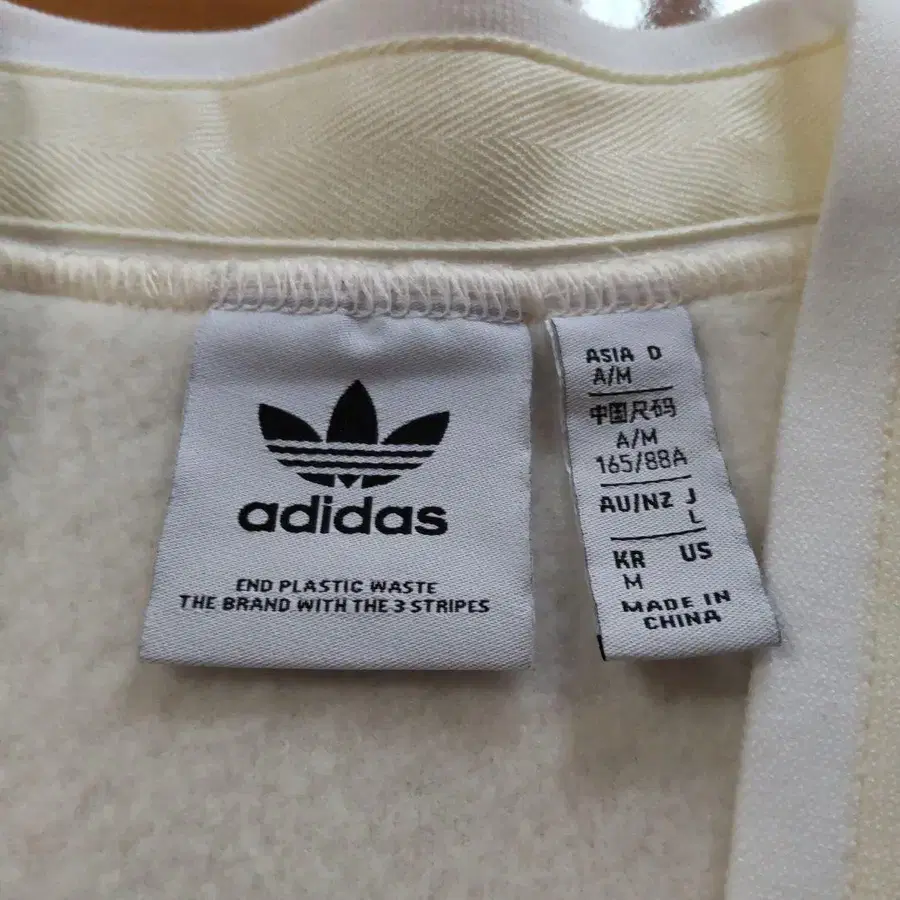 adidas
END PLASTIC WASTE
THE BRAND WITH THE 3 STRIPES
ASIA D
A/M
中国尺码
A/M
165/88A
AU/NZ J
L
KR US
M
MADE IN
CHINA